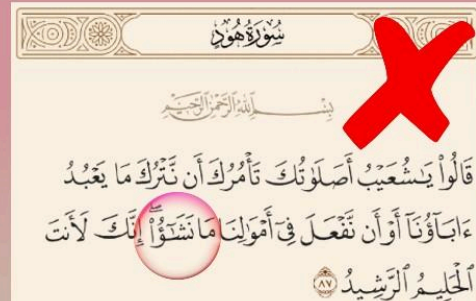 سُورَةُ هُودٍ
بِسْمِ ٱللَّهِ ٱلرَّحْمَٰنِ ٱلرَّحِيمِ
قَالُوا۟ يَـٰشُعَيْبُ أَصَلَوٰتُكَ تَأْمُرُكَ أَن نَّتْرُكَ مَا يَعْبُدُ
ءَابَآؤُنَآ أَوْ أَن نَّفْعَلَ فِىٓ أَمْوَٰلِنَا مَا نَشَـٰٓؤُا۟ ۖ إِنَّكَ لَأَنتَ
ٱلْحَلِيمُ ٱلرَّشِيدُ ٨٧